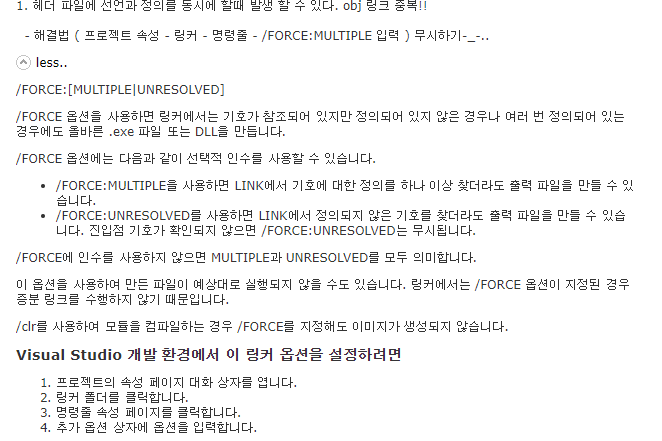 1. 헤더 파일에 선언과 정의를 동시에 할때 발생 할 수 있다. obj 링크 중복!!
- 해결법 ( 프로젝트 속성 - 링커 - 명령줄 - /FORCE:MULTIPLE 입력 ) 무시하기-_-..
less..
/FORCE:[MULTIPLE|UNRESOLVED]
/FORCE 옵션을 사용하면 링커에서는 기호가 참조되어 있지만 정의되어 있지 않은 경우나 여러 번 정의되어 있는
경우에도 올바른 .exe 파일 또는 DLL을 만듭니다.
/FORCE 옵션에는 다음과 같이 선택적 인수를 사용할 수 있습니다.
• /FORCE:MULTIPLE을 사용하면 LINK에서 기호에 대한 정의를 하나 이상 찾더라도 출력 파일을 만들 수 있
습니다.
• /FORCE:UNRESOLVED를 사용하면 LINK에서 정의되지 않은 기호를 찾더라도 출력 파일을 만들 수 있습
니다. 진입점 기호가 확인되지 않으면 /FORCE:UNRESOLVED는 무시됩니다.
/FORCE에 인수를 사용하지 않으면 MULTIPLE과 UNRESOLVED를 모두 의미합니다.
이 옵션을 사용하여 만든 파일이 예상대로 실행되지 않을 수도 있습니다. 링커에서는 /FORCE 옵션이 지정된 경우
증분 링크를 수행하지 않기 때문입니다.
/clr를 사용하여 모듈을 컴파일하는 경우 /FORCE를 지정해도 이미지가 생성되지 않습니다.
Visual Studio 개발 환경에서 이 링커 옵션을 설정하려면
1. 프로젝트의 속성 페이지 대화 상자를 엽니다.
2. 링커 폴더를 클릭합니다.
3. 명령줄 속성 페이지를 클릭합니다.
4. 추가 옵션 상자에 옵션을 입력합니다.